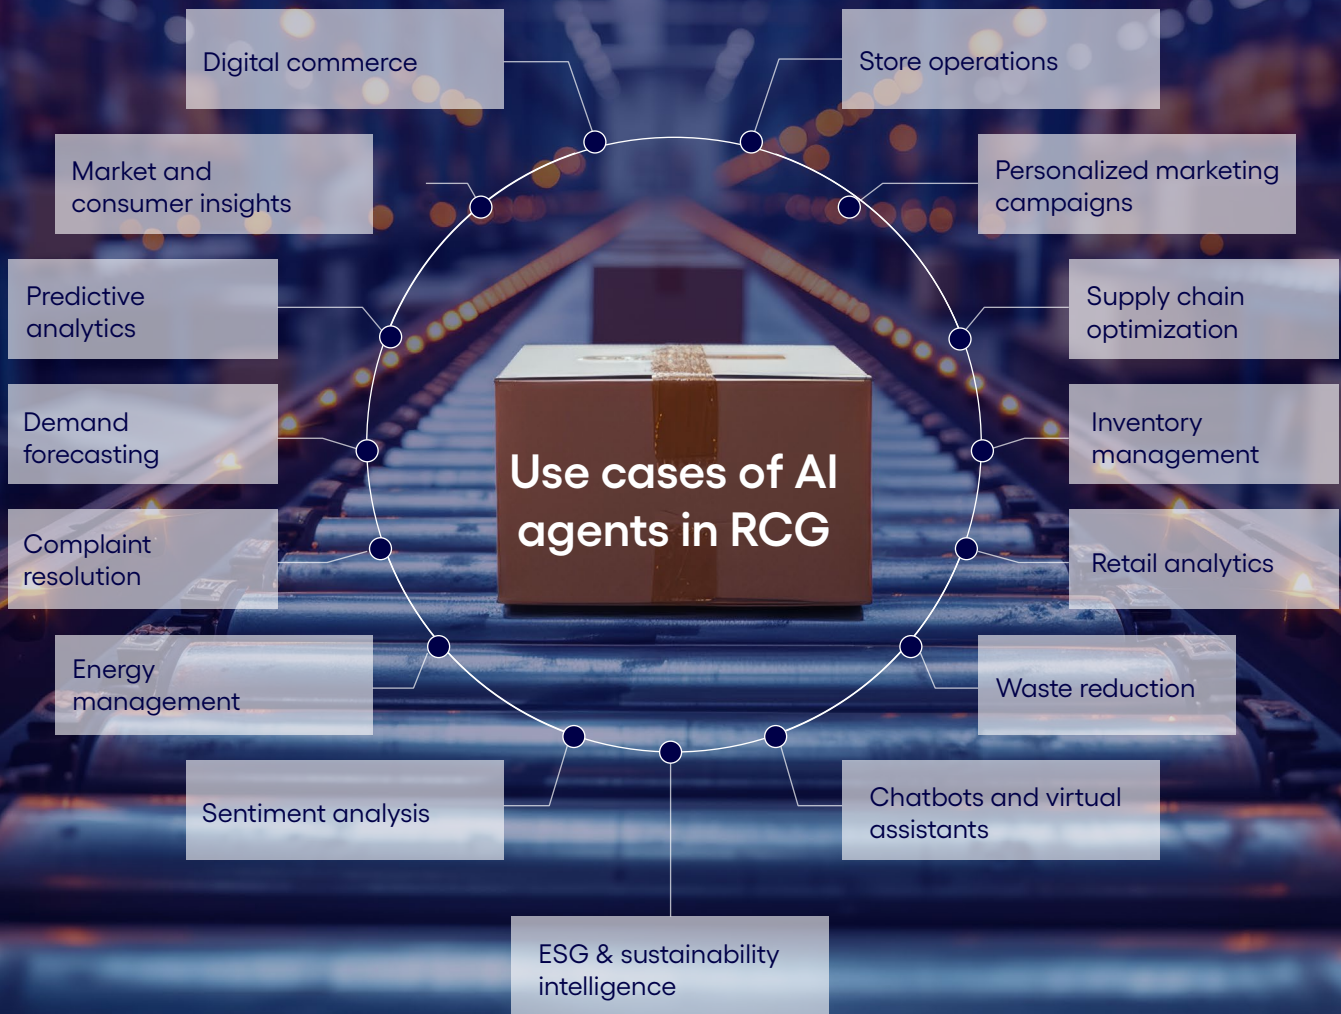 Digital commerce
Store operations
Market and
consumer insights
Personalized marketing
campaigns
Predictive
analytics
Supply chain
optimization
Demand
forecasting
Inventory
management
Use cases of AI
agents in RCG
Complaint
resolution
Retail analytics
Energy
management
Waste reduction
Sentiment analysis
Chatbots and virtual
assistants
ESG & sustainability
intelligence